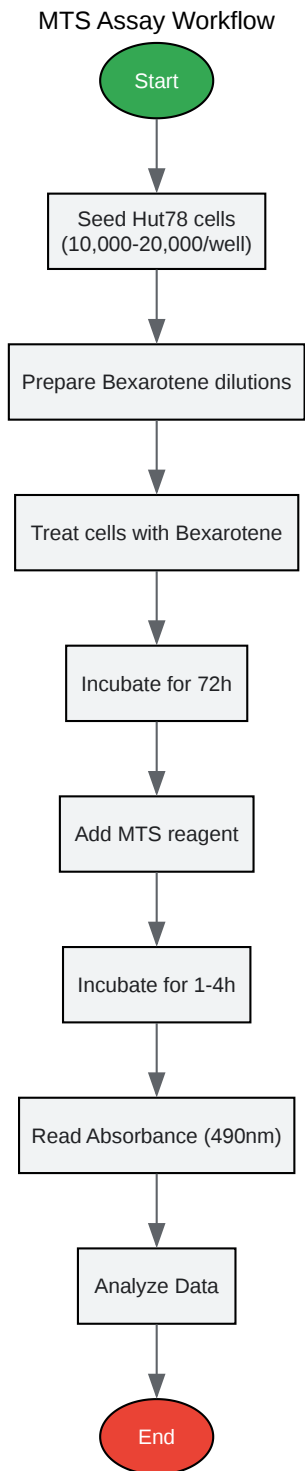 MTS Assay Workflow
Start
Seed Hut78 cells
(10,000-20,000/well)
Prepare Bexarotene dilutions
Treat cells with Bexarotene
Incubate for 72h
Add MTS reagent
Incubate for 1-4h
Read Absorbance (490nm)
Analyze Data
End